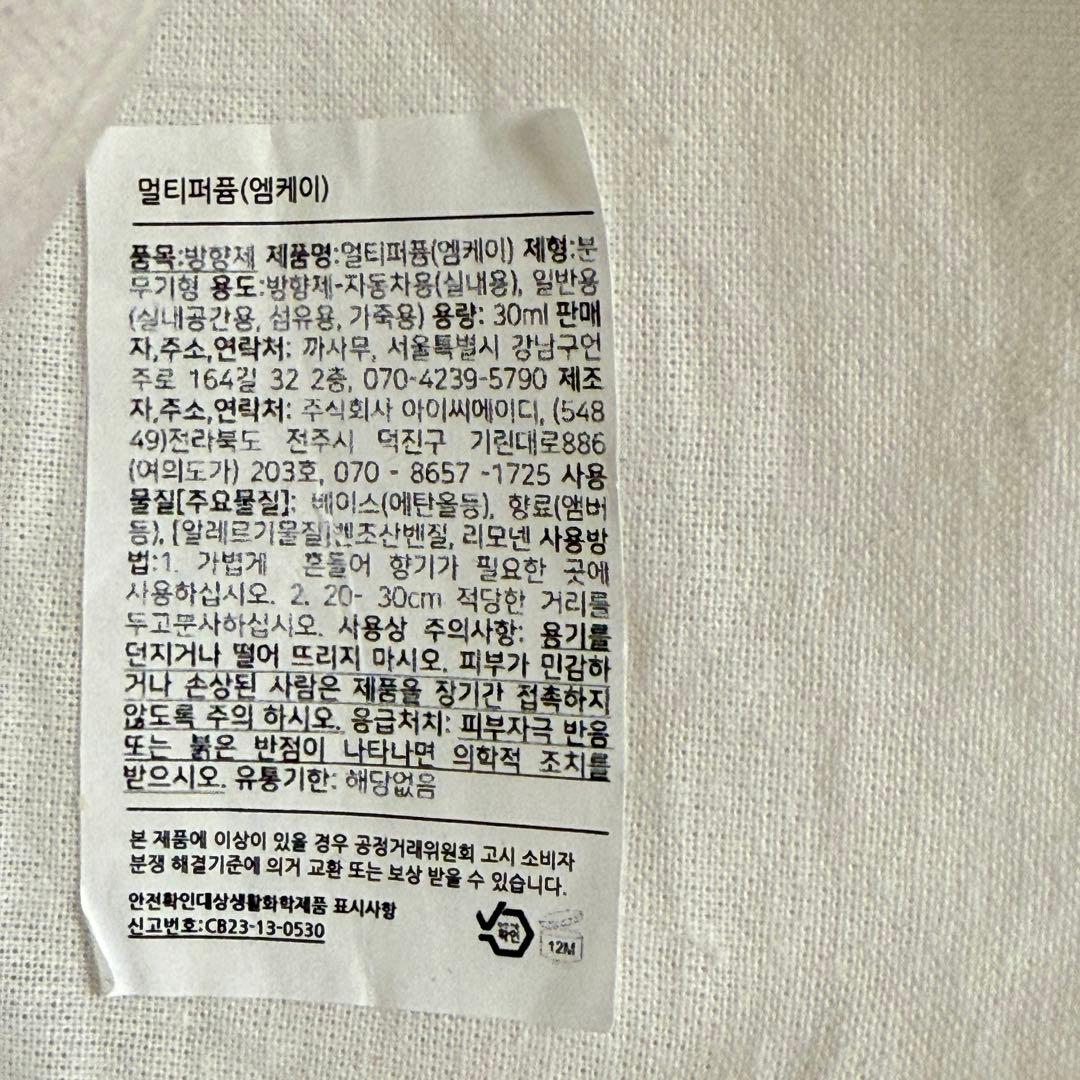 멀티퍼퓸(엠케이)
품목:방향제 제품명:멀티퍼퓸(엠케이) 제형:분
무기형 용도:방향제-자동차용(실내용), 일반용
(실내공간용, 섬유용, 가죽용) 용량: 30ml 판매
자,주소,연락처: 까사무, 서울특별시 강남구언
주로 164길 32 2층, 070-4239-5790 제조
자,주소,연락처: 주식회사 아이씨에이디, (548
49)전라북도 전주시 덕진구 기린대로886
(여의도가) 203호, 070 - 8657 -1725 사용
물질[주요물질]: 베이스(에탄올등), 향료(앰버
등), [알레르기물질]벤조산벤질, 리모넨 사용방
법:1. 가볍게 흔들어 향기가 필요한 곳에
사용하십시오. 2. 20- 30cm 적당한 거리를
두고분사하십시오. 사용상 주의사항: 용기를
던지거나 떨어 뜨리지 마시오. 피부가 민감하
거나 손상된 사람은 제품을 장기간 접촉하지
않도록 주의 하시오. 응급처치: 피부자극 반응
또는 붉은 반점이 나타나면 의학적 조치를
받으시오. 유통기한: 해당없음
본 제품에 이상이 있을 경우 공정거래위원회 고시 소비자
분쟁 해결기준에 의거 교환 또는 보상 받을 수 있습니다.
안전확인대상생활화학제품 표시사항
신고번호:CB23-13-0530
확인
12M